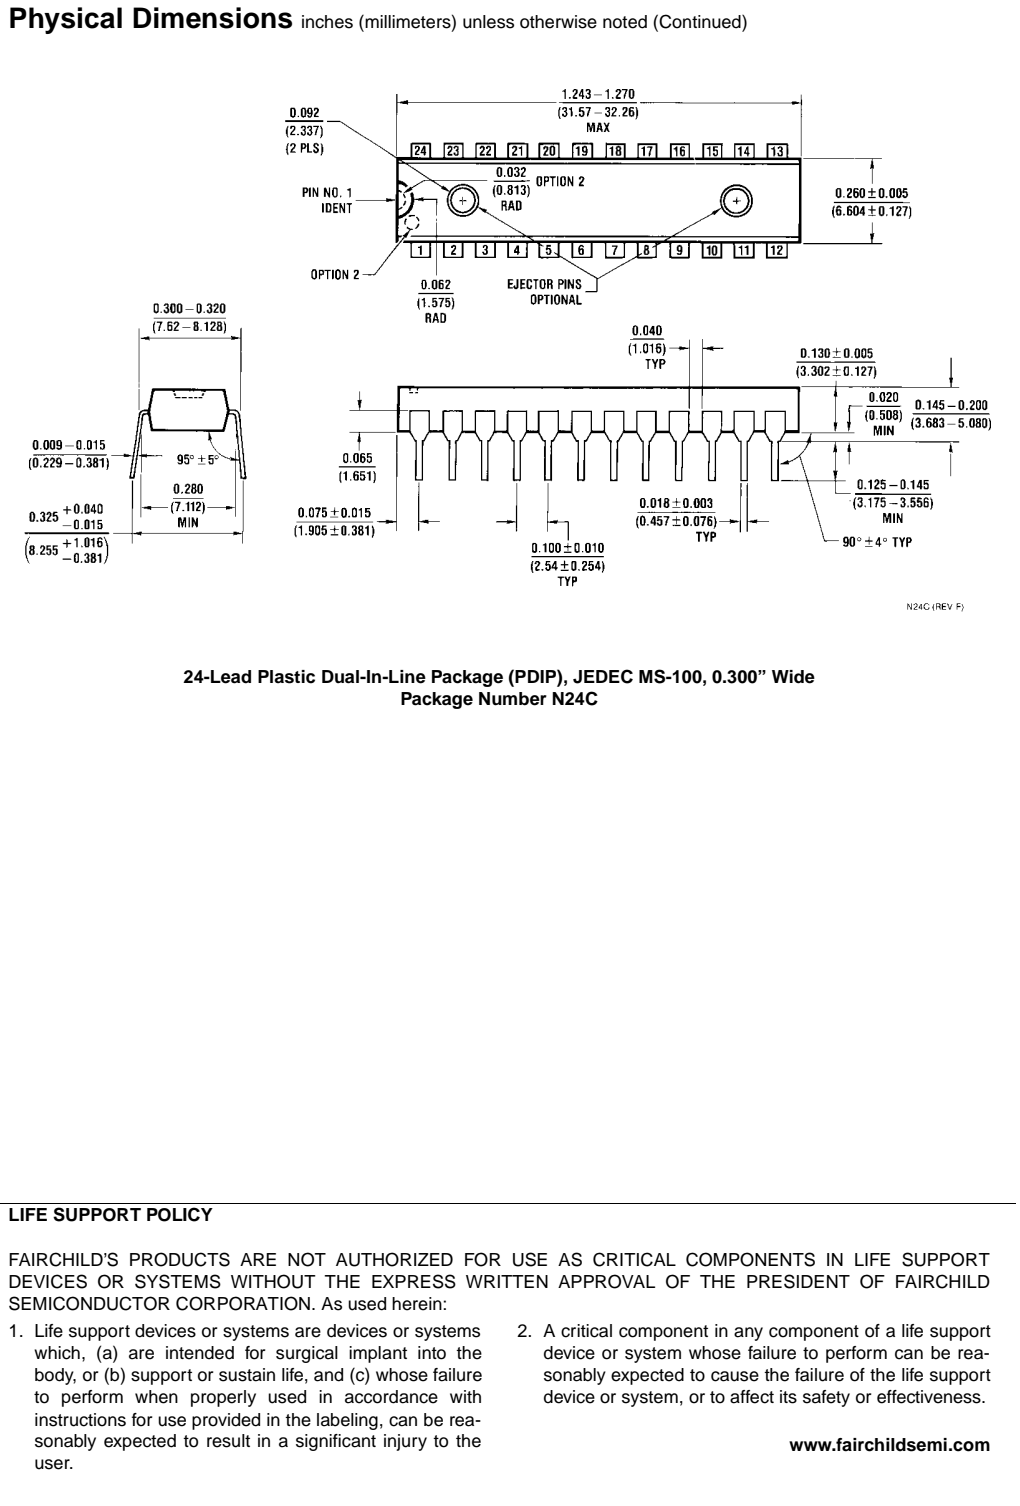 Physical Dimensions inches (millimeters) unless otherwise noted (Continued)
1.243 – 1.270
(31.57 – 32.26)
MAX
0.092
(2.337)
(2 PLS)
24 23 22 21 20 19 18 17 16 15 14 13
0.032
(0.813)
RAD
OPTION 2
PIN NO. 1
IDENT
0.260 ± 0.005
(6.604 ± 0.127)
1 2 3 4 5 6 7 8 9 10 11 12
OPTION 2
0.062
(1.575)
RAD
EJECTOR PINS
OPTIONAL
0.300 – 0.320
(7.62 – 8.128)
0.040
(1.016)
TYP
0.130 ± 0.005
(3.302 ± 0.127)
0.020
(0.508)
MIN
0.145 – 0.200
(3.683 – 5.080)
0.009 – 0.015
(0.229 – 0.381)
95° ± 5°
0.065
(1.651)
0.280
(7.112)
MIN
0.125 – 0.145
(3.175 – 3.556)
MIN
0.325 +0.040
–0.015
(8.255 +1.016
–0.381)
0.075 ± 0.015
(1.905 ± 0.381)
0.018 ± 0.003
(0.457 ± 0.076)
TYP
90° ± 4° TYP
0.100 ± 0.010
(2.54 ± 0.254)
TYP
N24C (REV F)
24-Lead Plastic Dual-In-Line Package (PDIP), JEDEC MS-100, 0.300” Wide
Package Number N24C
LIFE SUPPORT POLICY
FAIRCHILD’S PRODUCTS ARE NOT AUTHORIZED FOR USE AS CRITICAL COMPONENTS IN LIFE SUPPORT
DEVICES OR SYSTEMS WITHOUT THE EXPRESS WRITTEN APPROVAL OF THE PRESIDENT OF FAIRCHILD
SEMICONDUCTOR CORPORATION. As used herein:
1. Life support devices or systems are devices or systems
which, (a) are intended for surgical implant into the
body, or (b) support or sustain life, and (c) whose failure
to perform when properly used in accordance with
instructions for use provided in the labeling, can be rea-
sonably expected to result in a significant injury to the
user.
2. A critical component in any component of a life support
device or system whose failure to perform can be rea-
sonably expected to cause the failure of the life support
device or system, or to affect its safety or effectiveness.
www.fairchildsemi.com